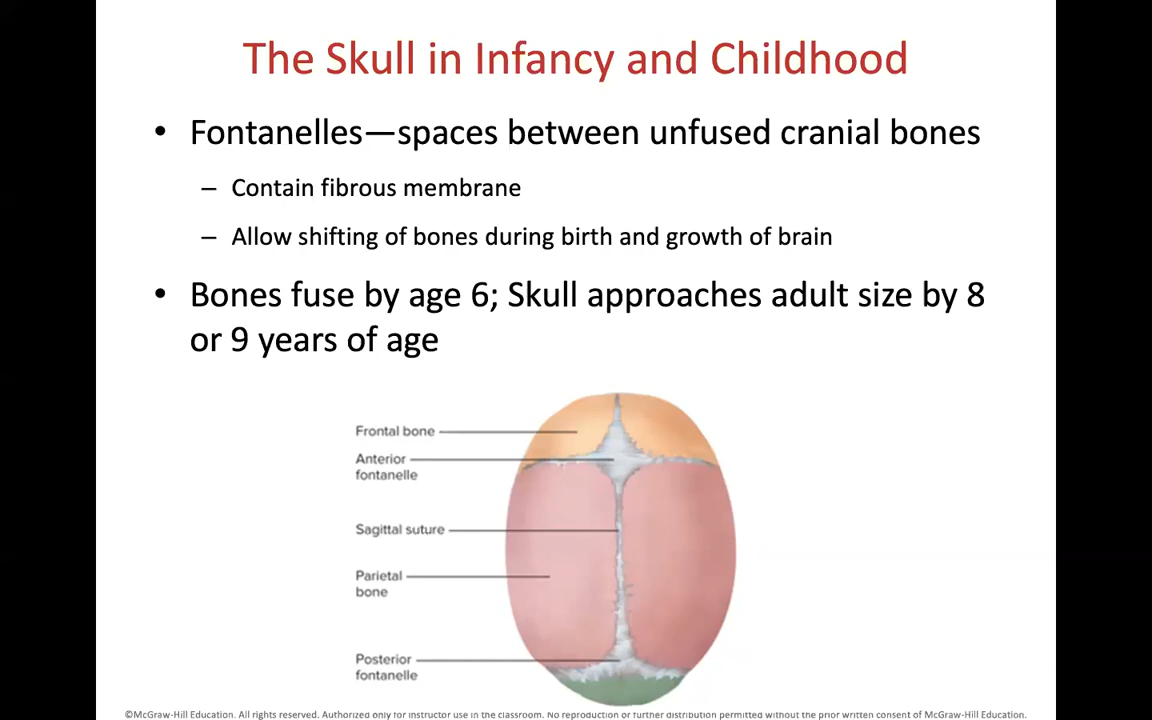 The Skull in Infancy and Childhood
• Fontanelles—spaces between unfused cranial bones
– Contain fibrous membrane
– Allow shifting of bones during birth and growth of brain
• Bones fuse by age 6; Skull approaches adult size by 8
or 9 years of age
Frontal bone
Anterior
fontanelle
Sagittal suture
Parietal
bone
Posterior
fontanelle
©McGraw-Hill Education. All rights reserved. Authorized only for instructor use in the classroom. No reproduction or further distribution permitted without the prior written consent of McGraw-Hill Education.